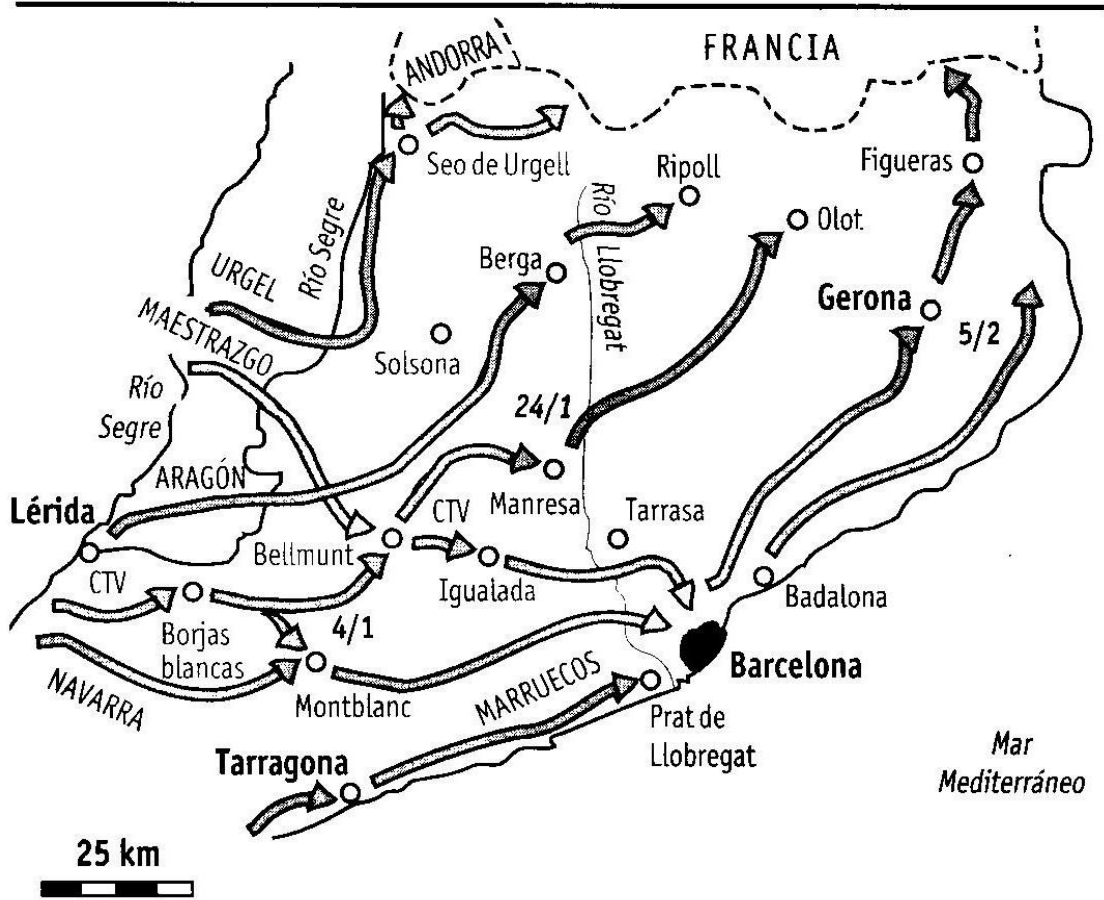 FRANCIA
ANDORRA
Seo de Urgell
Ripoll
Figueras
Río Segre
Río
Llobregat
Olot
URGEL
Berga
Gerona
MAESTRAZGO
Solsona
5/2
Río
Segre
24/1
ARAGÓN
Manresa
Lérida
CTV
Tarrasa
Bellmunt
CTV
Igualada
Badalona
Borjas
blancas
4/1
Barcelona
NAVARRA
Montblanc
MARRUECOS
Prat de
Llobregat
Tarragona
Mar
Mediterráneo
25 km